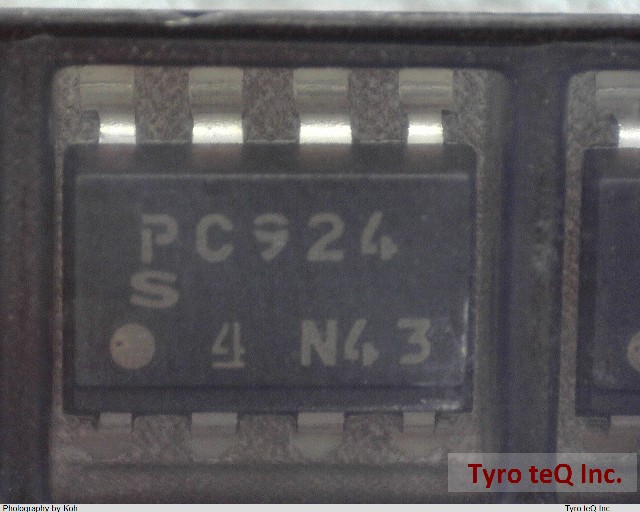 PC924
S
4 N43
Tyro teQ Inc.
Photography by Koh
Tyro teQ Inc.